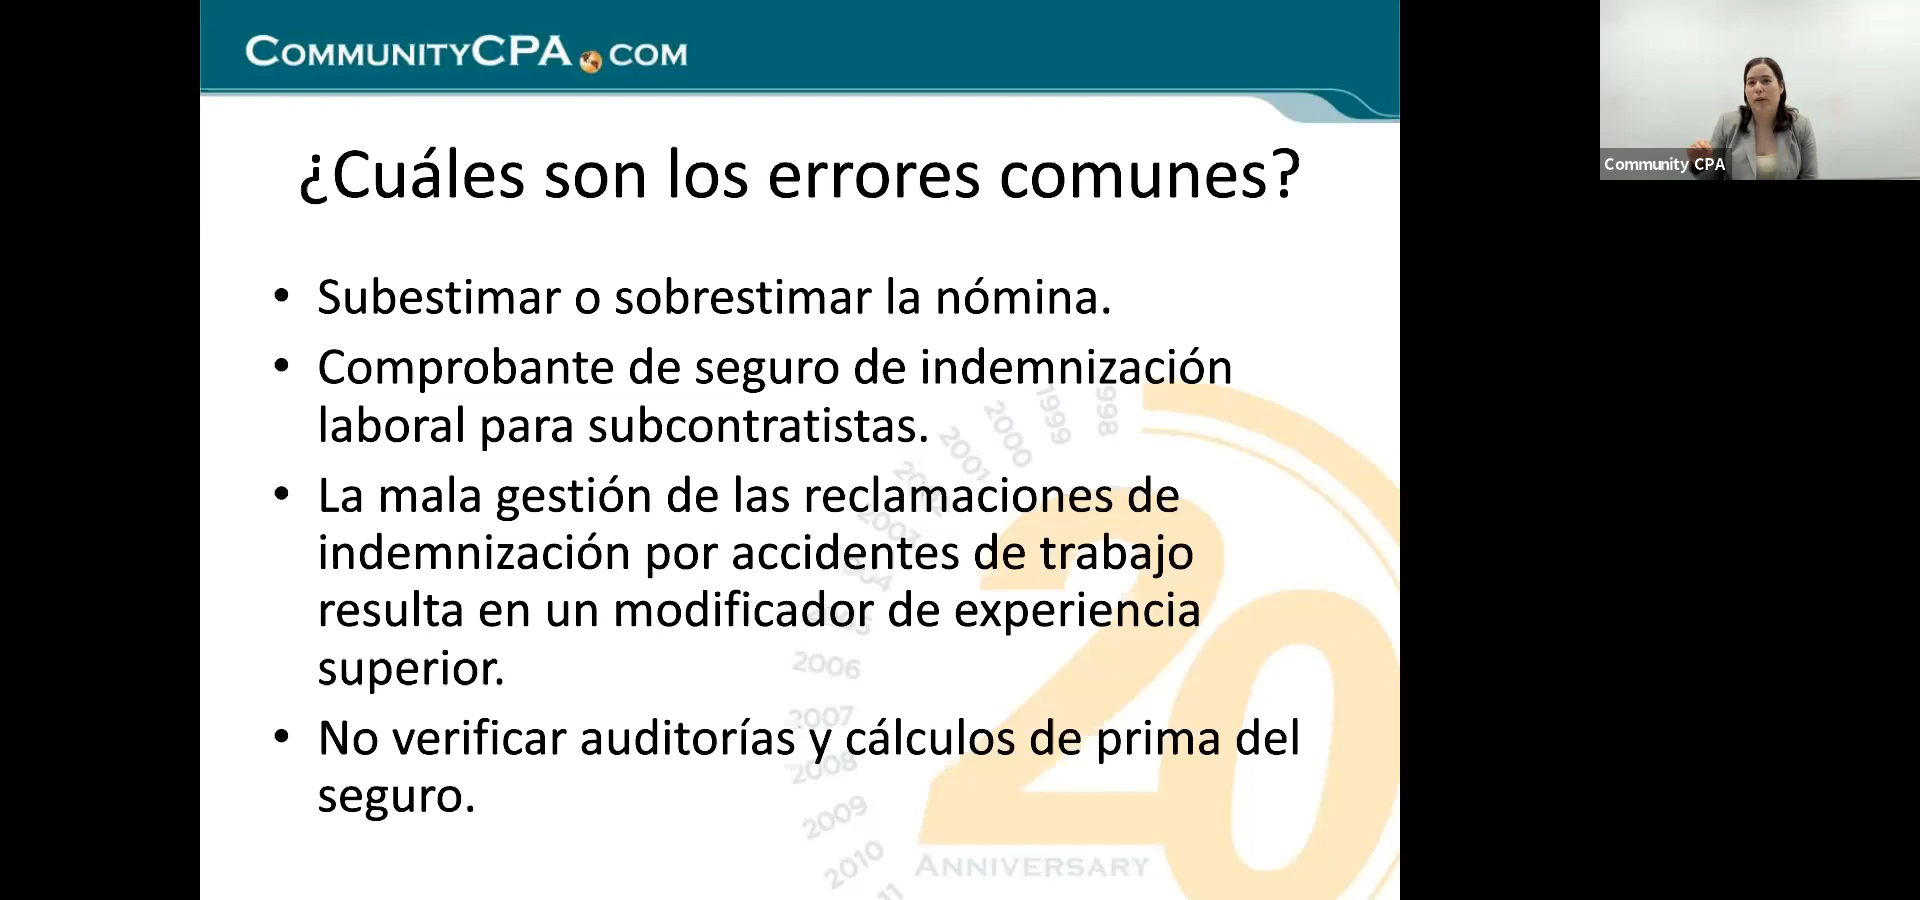 COMMUNITYCPA.COM
Community CPA
¿Cuáles son los errores comunes?
• Subestimar o sobrestimar la nómina.
• Comprobante de seguro de indemnización
laboral para subcontratistas.
• La mala gestión de las reclamaciones de
indemnización por accidentes de trabajo
resulta en un modificador de experiencia
superior.
• No verificar auditorías y cálculos de prima del
seguro.
1999
2000
2001
2006
2007
2008
2009
2010
20
ANNIVERSARY